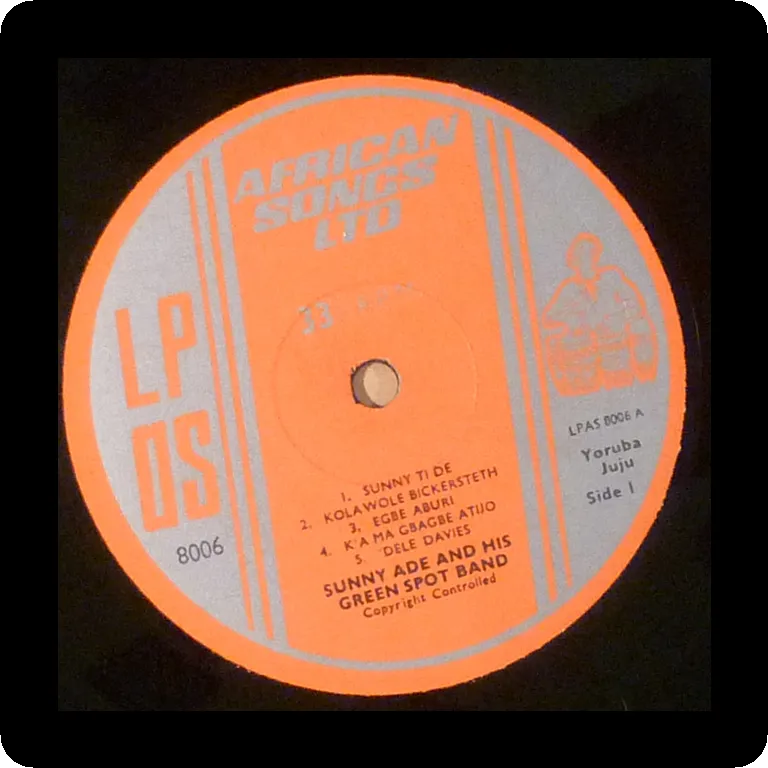 AFRICAN
SONGS
LTD
33
LP
OS
8006
LPAS 8006 A
Yoruba
Juju
Side 1
1. SUNNY TI DE
2. KOLAWOLE BICKERSTETH
3. EGBE ABURI
4. K'A MA GBAGBE ATIJO
5. 'DELE DAVIES
SUNNY ADE AND HIS
GREEN SPOT BAND
Copyright Controlled